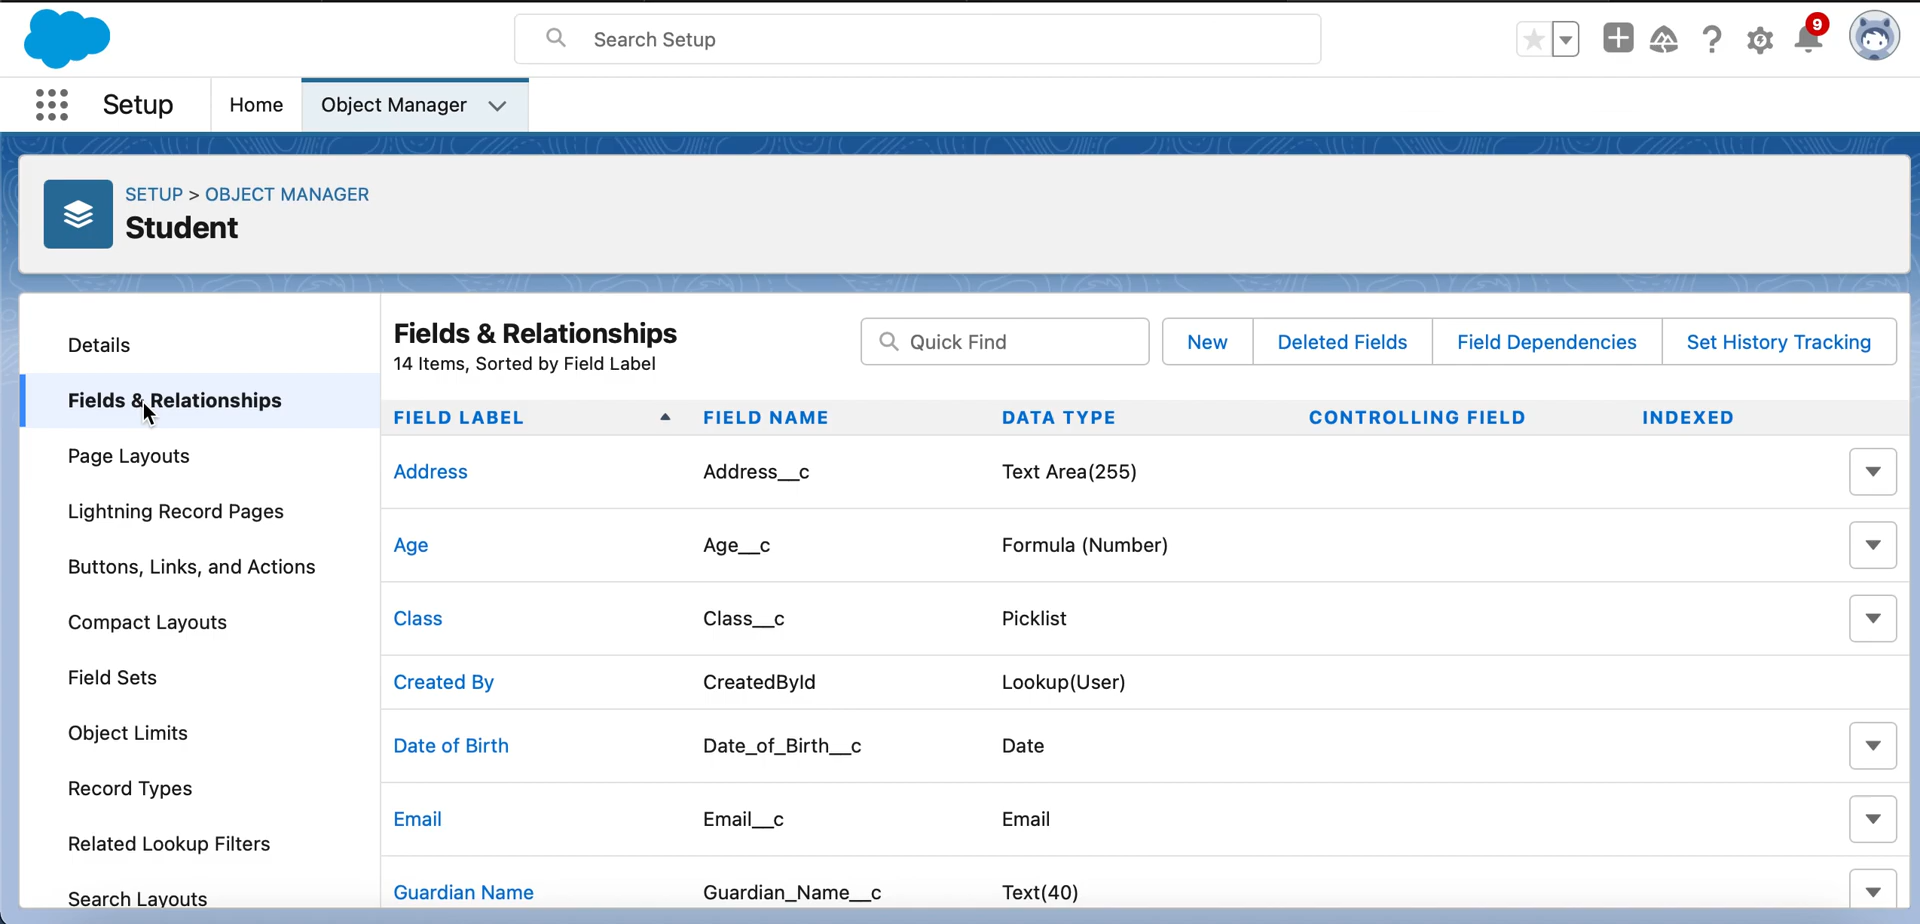 Search Setup
9
Setup
Home
Object Manager
SETUP > OBJECT MANAGER
Student
Details
Fields & Relationships
Page Layouts
Lightning Record Pages
Buttons, Links, and Actions
Compact Layouts
Field Sets
Object Limits
Record Types
Related Lookup Filters
Search Layouts
Fields & Relationships
14 Items, Sorted by Field Label
Quick Find
New
Deleted Fields
Field Dependencies
Set History Tracking
FIELD LABEL FIELD NAME DATA TYPE CONTROLLING FIELD INDEXED
Address Address__c Text Area(255)
Age Age__c Formula (Number)
Class Class__c Picklist
Created By CreatedById Lookup(User)
Date of Birth Date_of_Birth__c Date
Email Email__c Email
Guardian Name Guardian_Name__c Text(40)